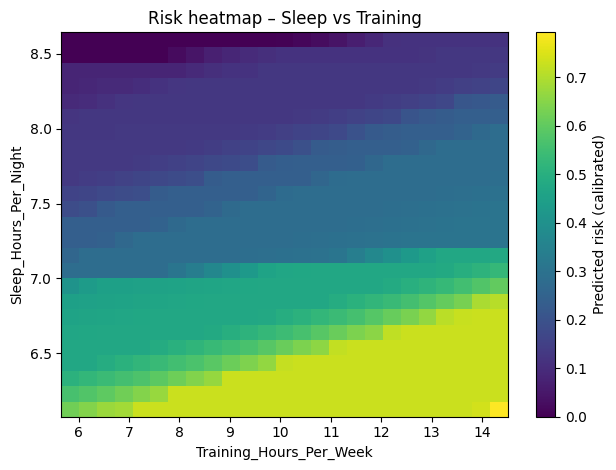 Risk heatmap – Sleep vs Training
8.5
8.0
7.5
7.0
6.5
Sleep_Hours_Per_Night
6 7 8 9 10 11 12 13 14
Training_Hours_Per_Week
0.7
0.6
0.5
0.4
0.3
0.2
0.1
0.0
Predicted risk (calibrated)